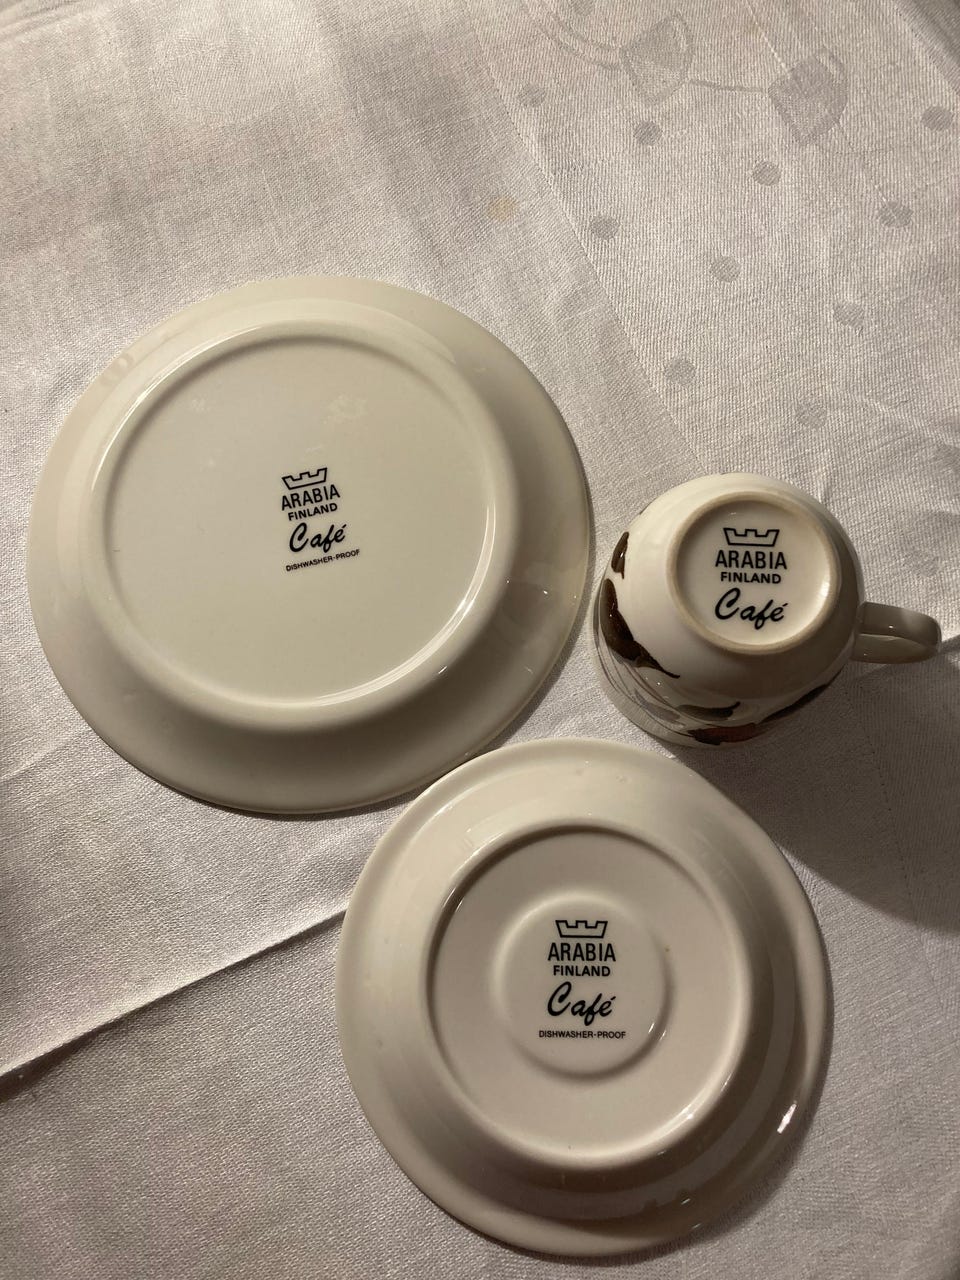 ARABIA
FINLAND
Café
DISHWASHER-PROOF
ARABIA
FINLAND
Café
ARABIA
FINLAND
Café
DISHWASHER-PROOF